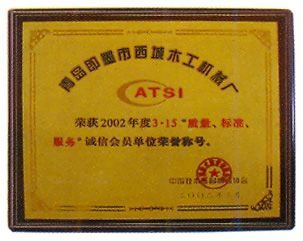 青岛即墨市西城木工机械厂
CATSI
荣获2002年度3·15“质量、标准、
服务”诚信会员单位荣誉称号。